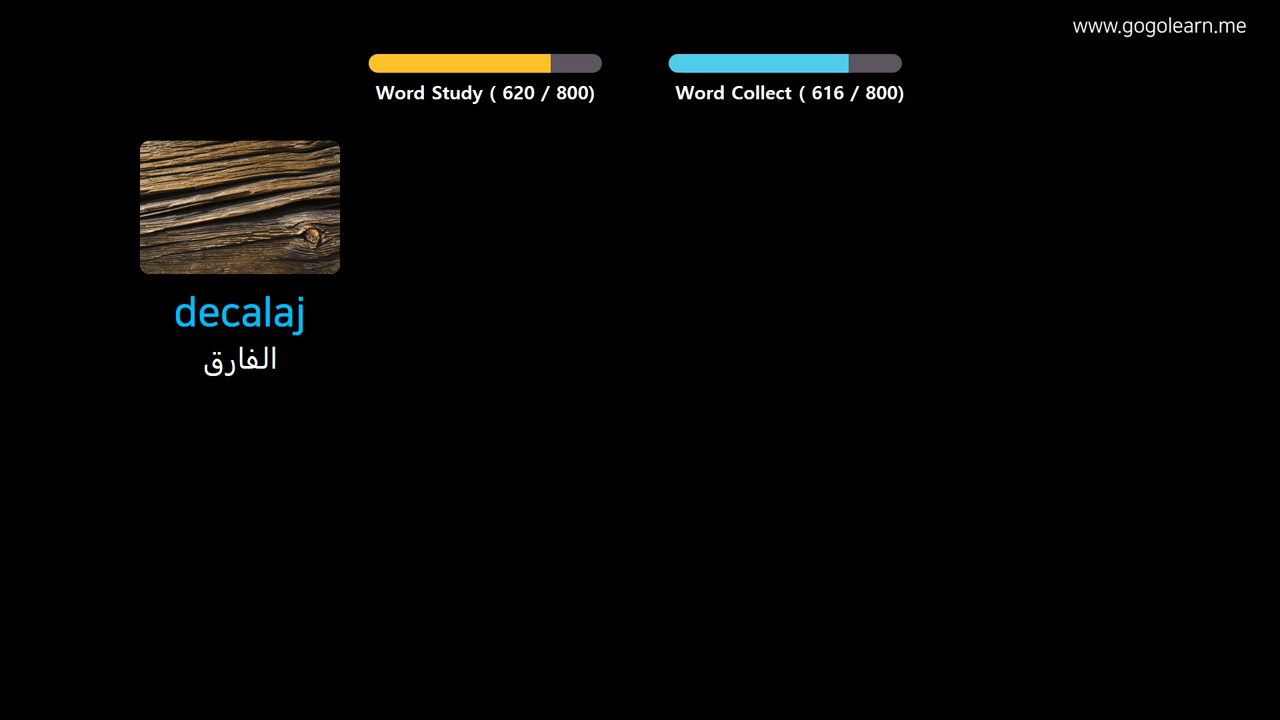 www.gogolearn.me
Word Study ( 620 / 800)
Word Collect ( 616 / 800)
decalaj
الفارق